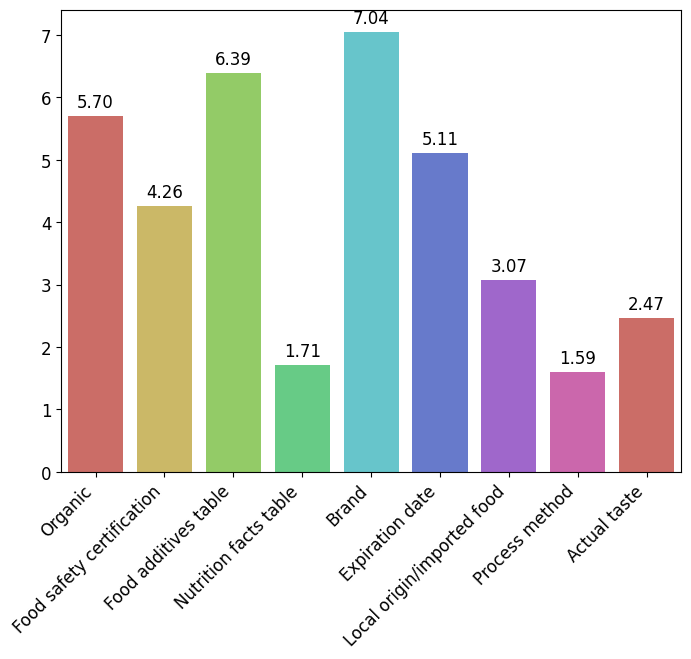 7.04
6.39
5.70
5.11
4.26
3.07
2.47
1.71
1.59
7
6
5
4
3
2
1
0
Organic
Food safety certification
Food additives table
Nutrition facts table
Brand
Expiration date
Local origin/imported food
Process method
Actual taste